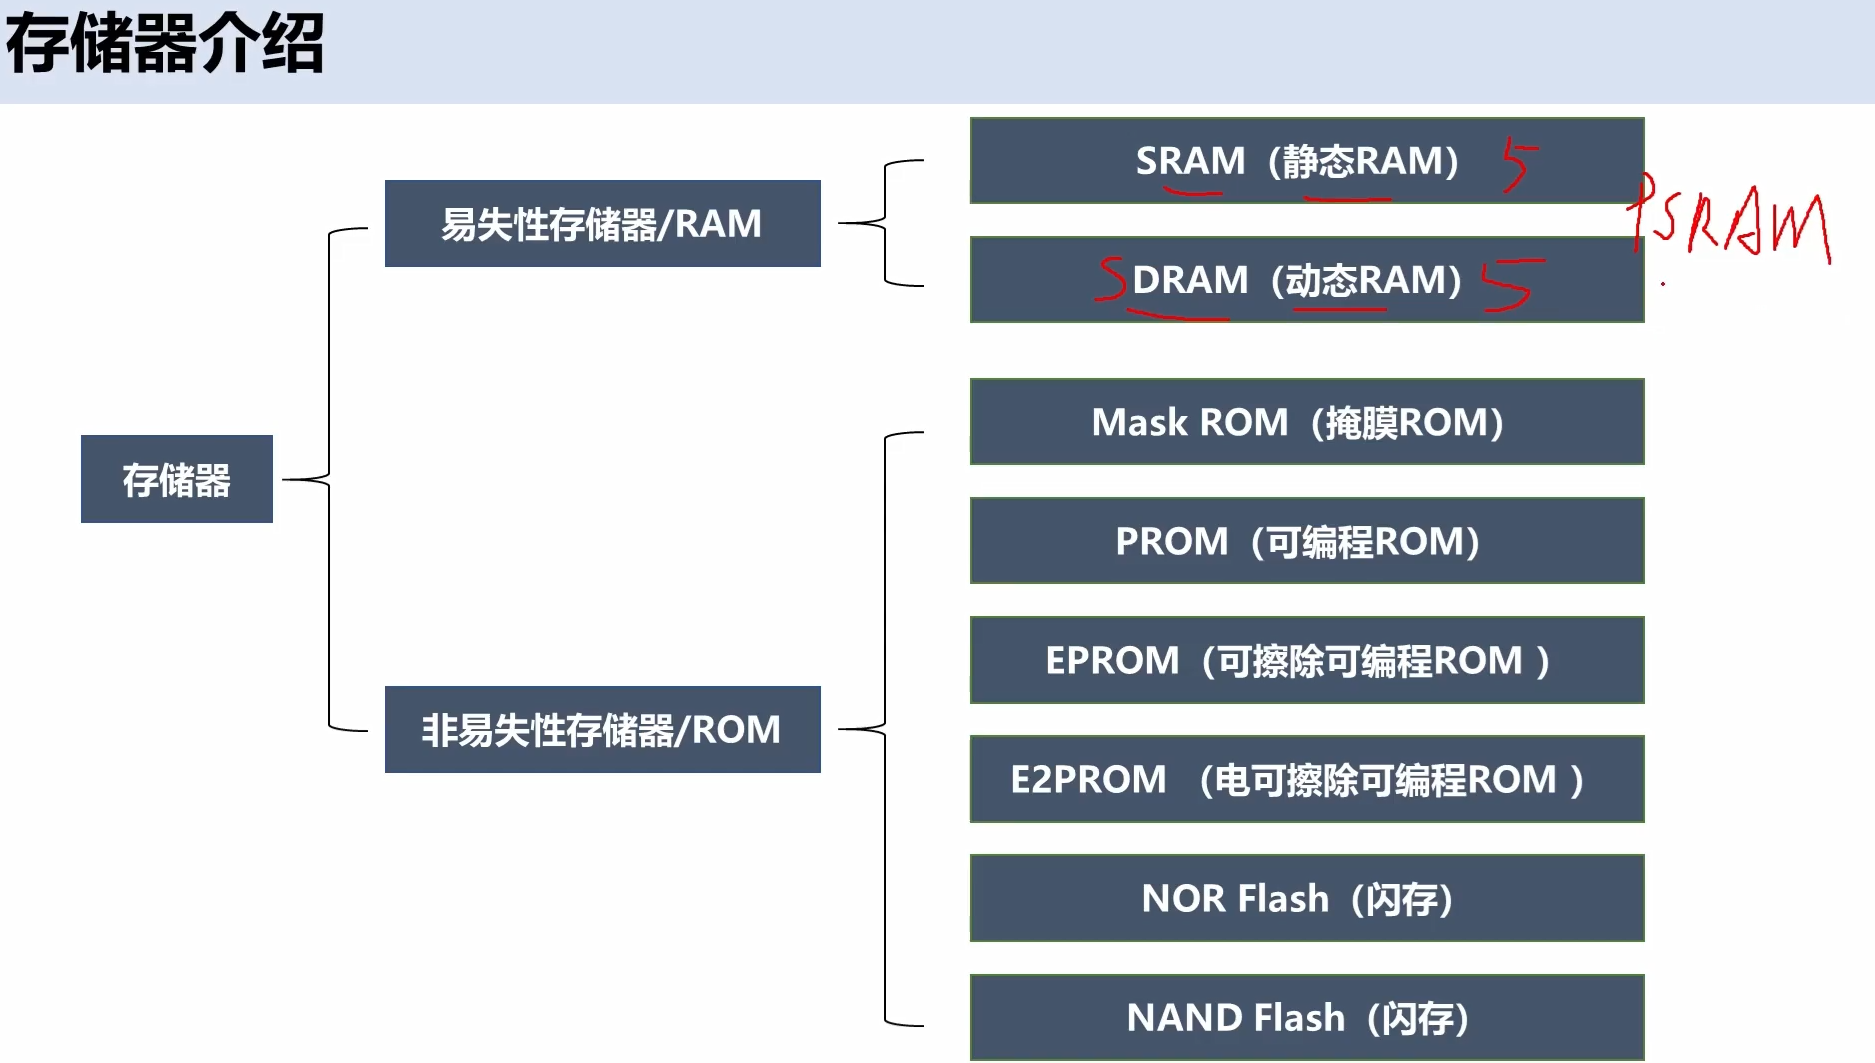 存储器介绍
SRAM（静态RAM） 5
PSRAM
易失性存储器/RAM
SDRAM（动态RAM） 5
Mask ROM（掩膜ROM）
存储器
PROM（可编程ROM）
EPROM（可擦除可编程ROM ）
非易失性存储器/ROM
E2PROM （电可擦除可编程ROM ）
NOR Flash（闪存）
NAND Flash（闪存）